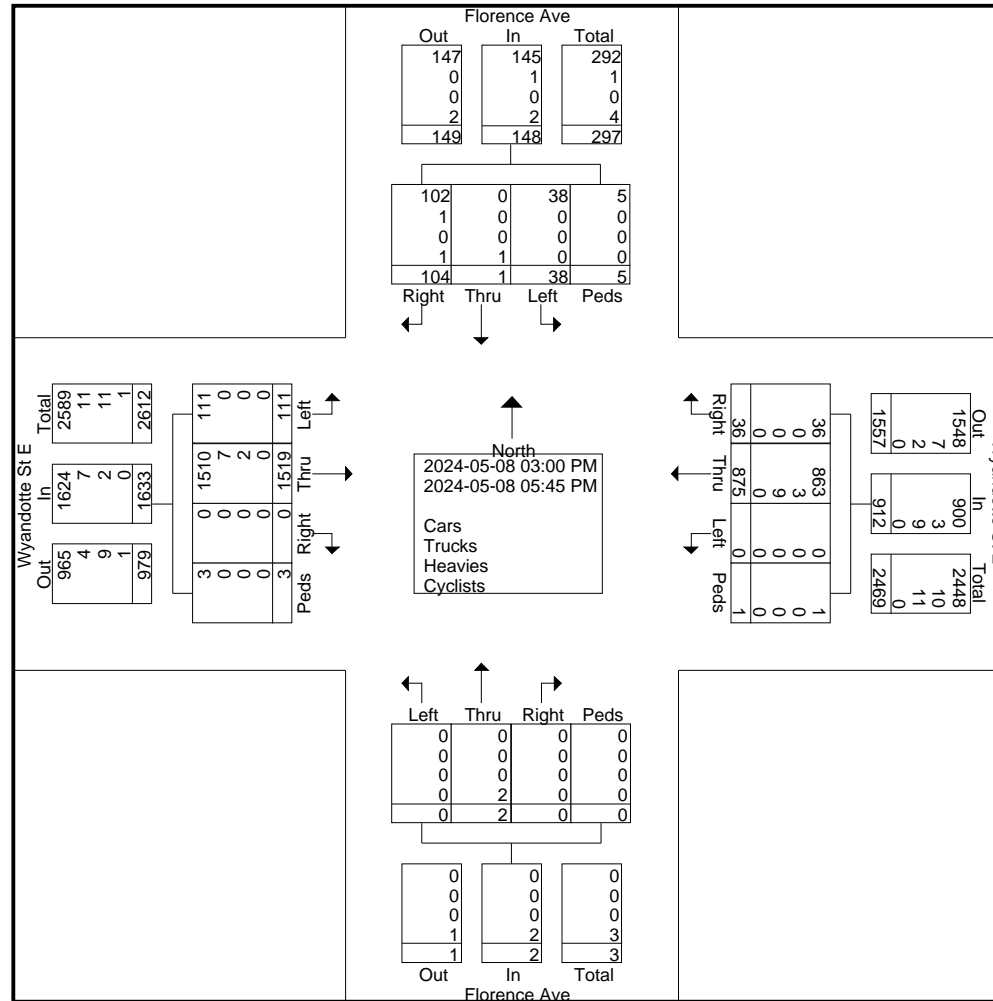 Florence Ave
Out In Total
147 145 292
0 1 1
0 0 0
2 2 4
149 148 297
102 0 38 5
1 0 0 0
0 0 0 0
1 1 0 0
104 1 38 5
Right Thru Left Peds
Wyandotte St E
Total In Out
2589 1624 965
11 7 4
11 2 9
1 0 1
2612 1633 979
Left Thru Right Peds
111 1510 0 3
0 7 0 0
0 2 0 0
0 0 0 0
111 1519 0 3
North
2024-05-08 03:00 PM
2024-05-08 05:45 PM
Cars
Trucks
Heavies
Cyclists
Right Thru Left Peds
36 863 0 1
0 3 0 0
0 9 0 0
0 0 0 0
36 875 0 1
Out In Total
1548 900 2448
7 3 10
2 9 11
0 0 0
1557 912 2469
Left Thru Right Peds
0 0 0 0
0 0 0 0
0 0 0 0
0 2 0 0
0 2 0 0
0 0 0
0 0 0
0 0 0
1 2 3
1 2 3
Out In Total
Florence Ave